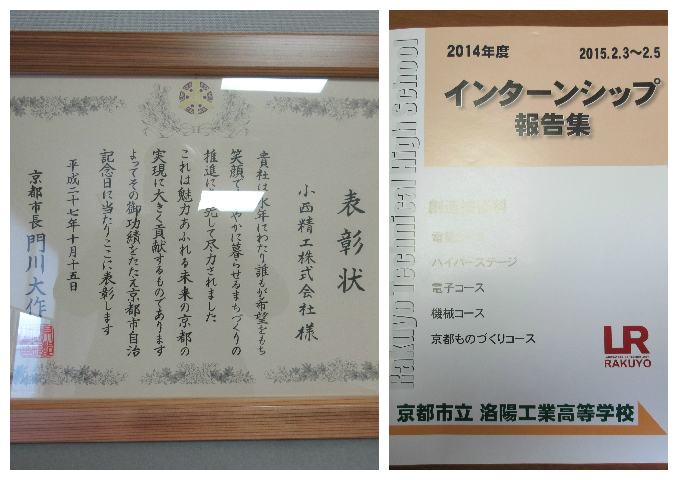 表彰状
小西精工株式会社 様
貴社は永年にわたり誰もが希望をもち
笑顔で やかに暮らせるまちづくりの
推進に 尽力されました
これは魅力あふれる未来の京都の
実現に大きく貢献するものであります
よってその御功績をたたえ京都市自治
記念日に当たりここに表彰します
平成二十七年十月十五日
京都市長 門川大作
2014年度
2015.2.3～2.5
インターンシップ
報告集
Rakuyo Technical High School
創造技術科
ハイパーステージ
電子コース
機械コース
京都ものづくりコース
LR
RAKUYO
京都市立 洛陽工業高等学校